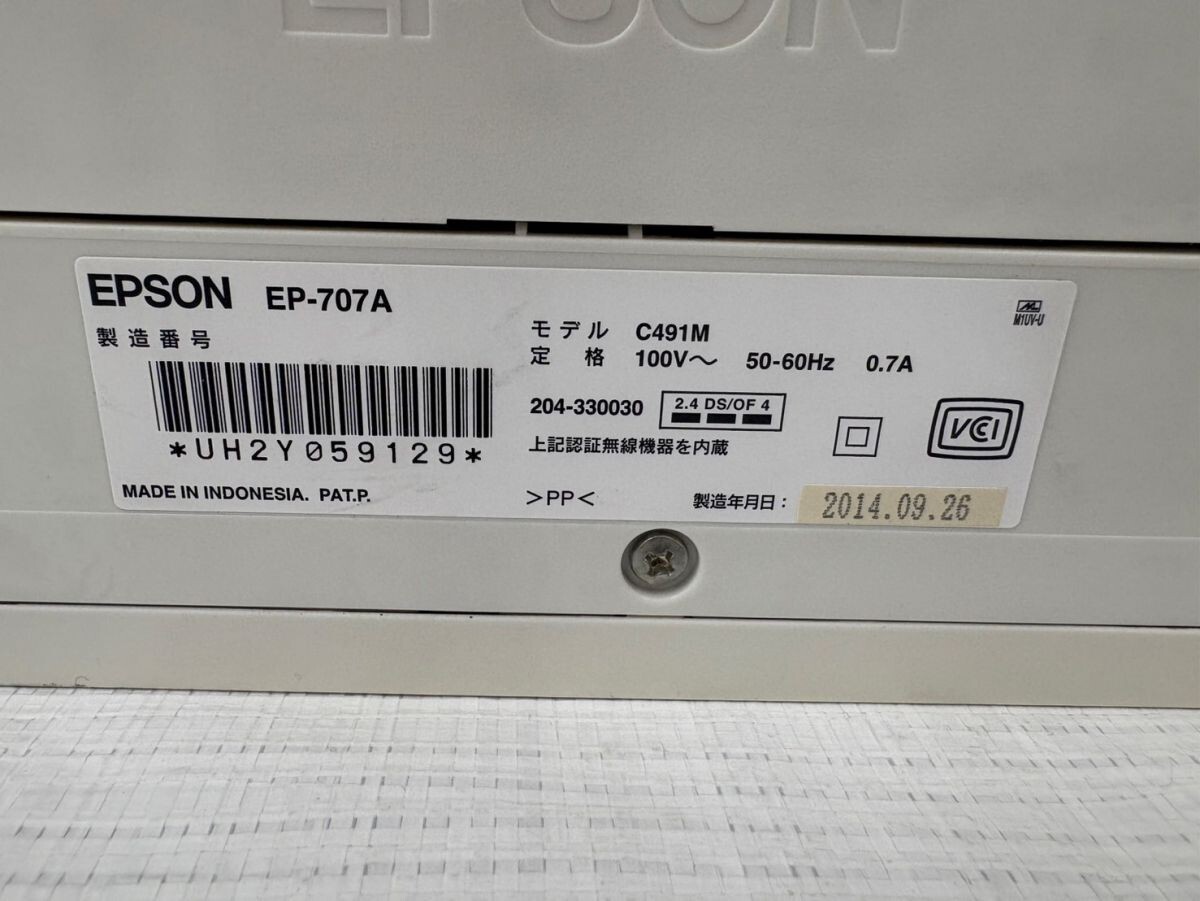 EPSON
EPSON EP-707A
製造番号
*UH2Y059129*
MADE IN INDONESIA. PAT.P.
モデル C491M
定格 100V～ 50-60Hz 0.7A
204-330030 2.4 DS/OF 4
上記認証無線機器を内蔵
>PP<
製造年月日： 2014.09.26
M1UV-U
VCCI